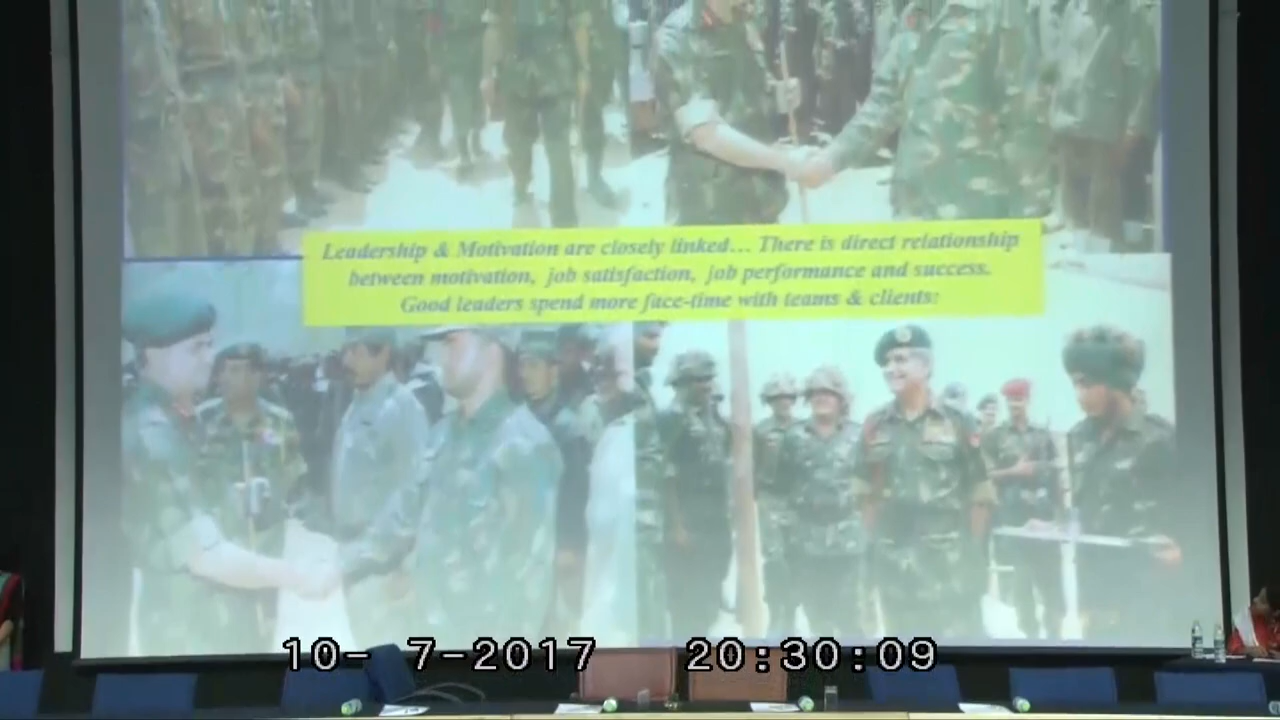 Leadership & Motivation are closely linked... There is direct relationship
between motivation, job satisfaction, job performance and success.
Good leaders spend more face-time with teams & clients:
10- 7-2017 20:30:09